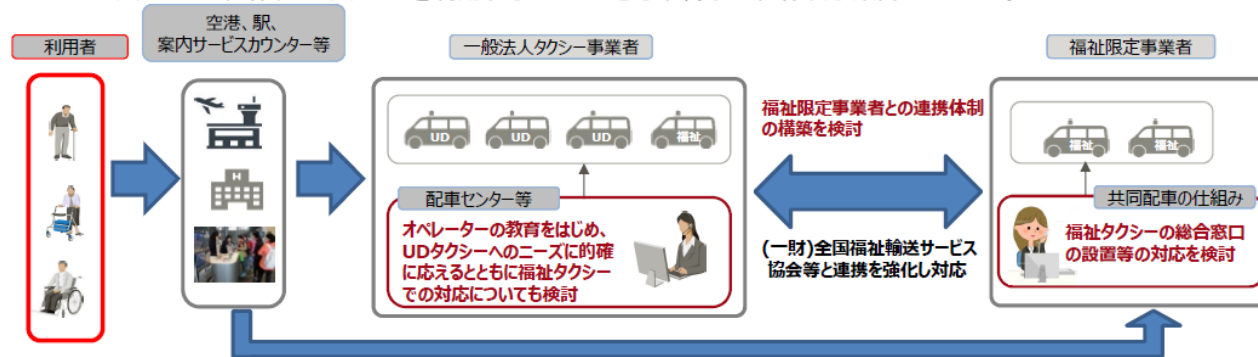 利用者
空港、駅、
案内サービスカウンター等
一般法人タクシー事業者
福祉限定事業者
H
UD
UD
UD
福祉
福祉限定事業者との連携体制
の構築を検討
福祉
福祉
配車センター等
オペレーターの教育をはじめ、
UDタクシーへのニーズに的確
に応えるとともに福祉タクシー
での対応についても検討
(一財)全国福祉輸送サービス
協会等と連携を強化し対応
共同配車の仕組み
福祉タクシーの総合窓口
の設置等の対応を検討